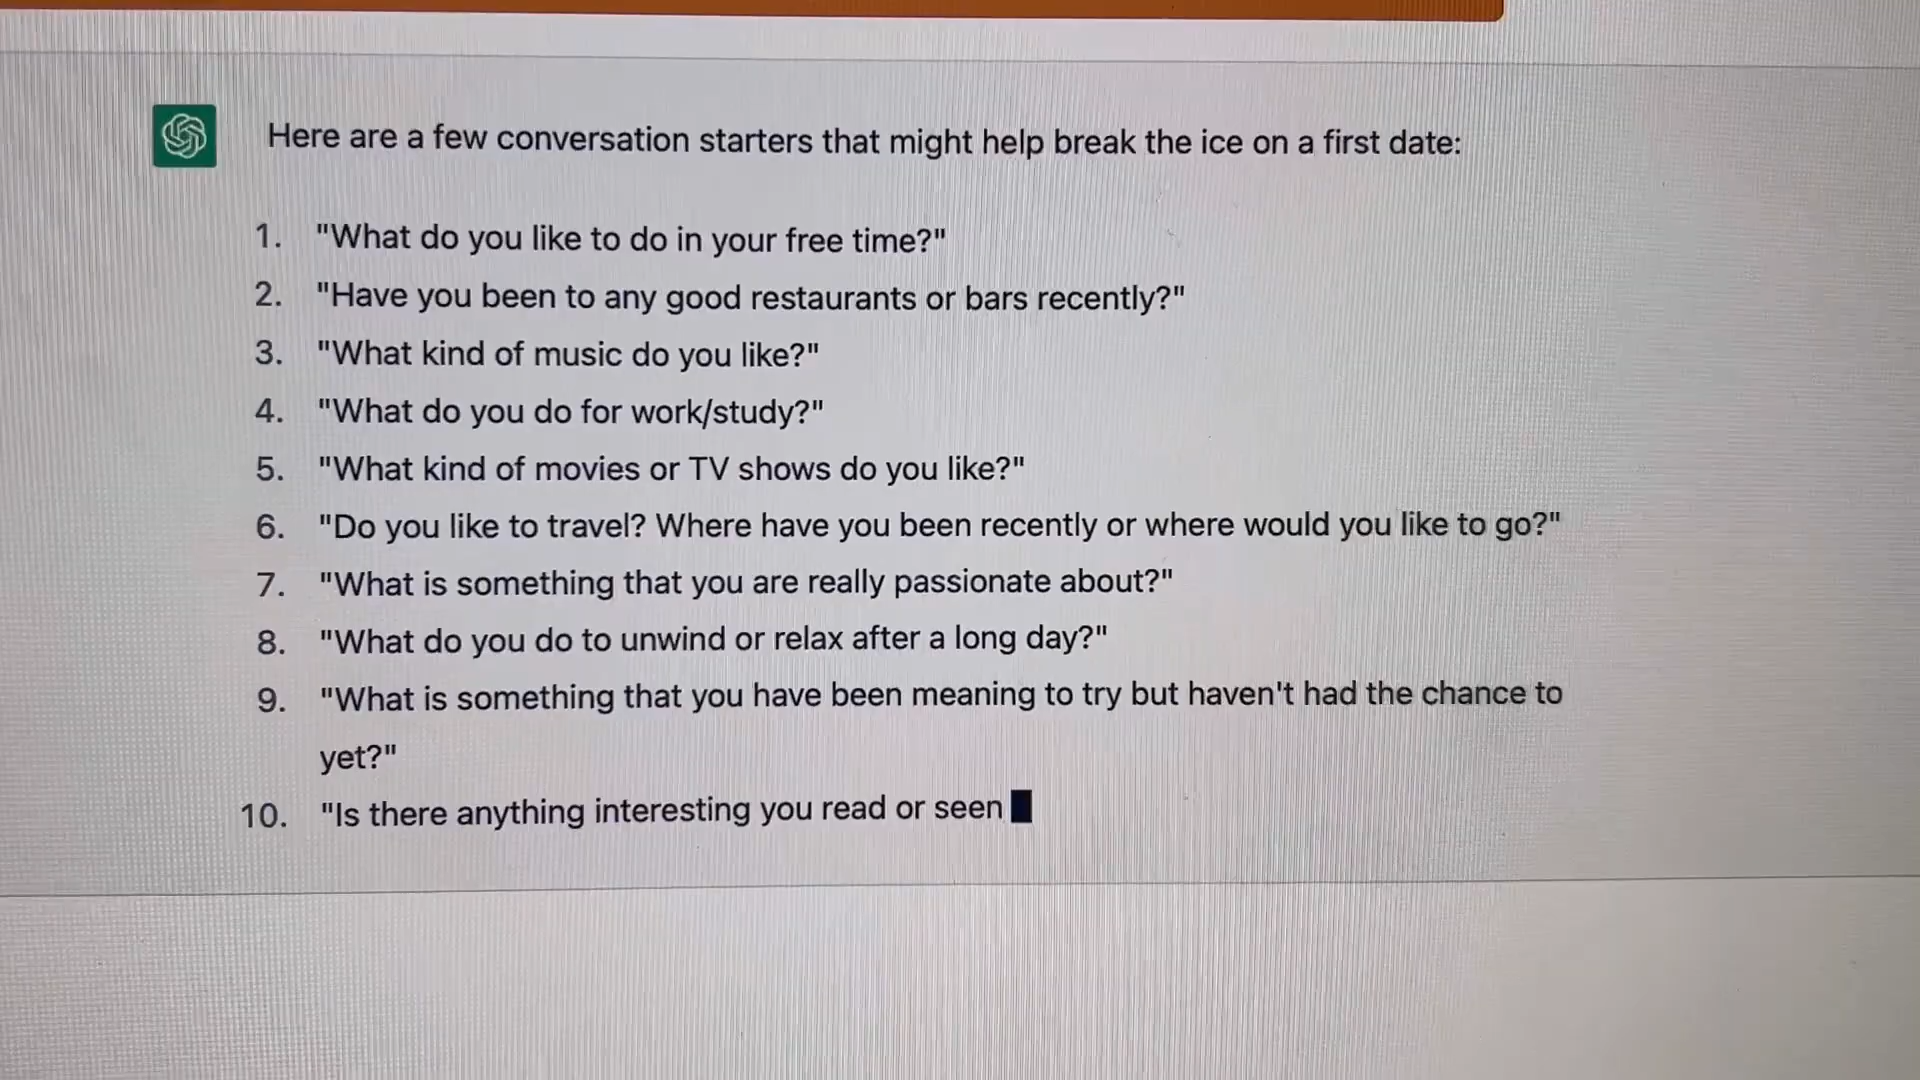 Here are a few conversation starters that might help break the ice on a first date:
1. "What do you like to do in your free time?"
2. "Have you been to any good restaurants or bars recently?"
3. "What kind of music do you like?"
4. "What do you do for work/study?"
5. "What kind of movies or TV shows do you like?"
6. "Do you like to travel? Where have you been recently or where would you like to go?"
7. "What is something that you are really passionate about?"
8. "What do you do to unwind or relax after a long day?"
9. "What is something that you have been meaning to try but haven't had the chance to
yet?"
10. "Is there anything interesting you read or seen